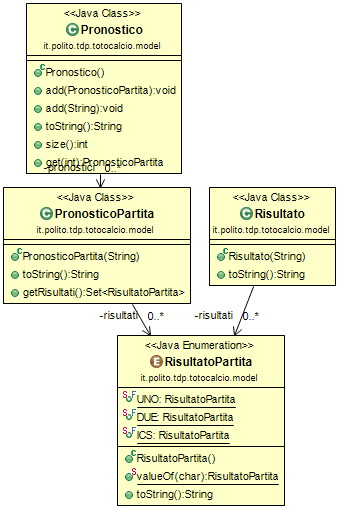 <<Java Class>>
Pronostico
it.polito.tdp.totocalcio.model
Pronostico()
add(PronosticoPartita):void
add(String):void
toString():String
size():int
get(int):PronosticoPartita
-pronostici 0..*
<<Java Class>>
PronosticoPartita
it.polito.tdp.totocalcio.model
PronosticoPartita(String)
toString():String
getRisultati():Set<RisultatoPartita>
<<Java Class>>
Risultato
it.polito.tdp.totocalcio.model
Risultato(String)
toString():String
-risultati 0..*
-risultati 0..*
<<Java Enumeration>>
RisultatoPartita
it.polito.tdp.totocalcio.model
UNO: RisultatoPartita
DUE: RisultatoPartita
ICS: RisultatoPartita
RisultatoPartita()
valueOf(char):RisultatoPartita
toString():String